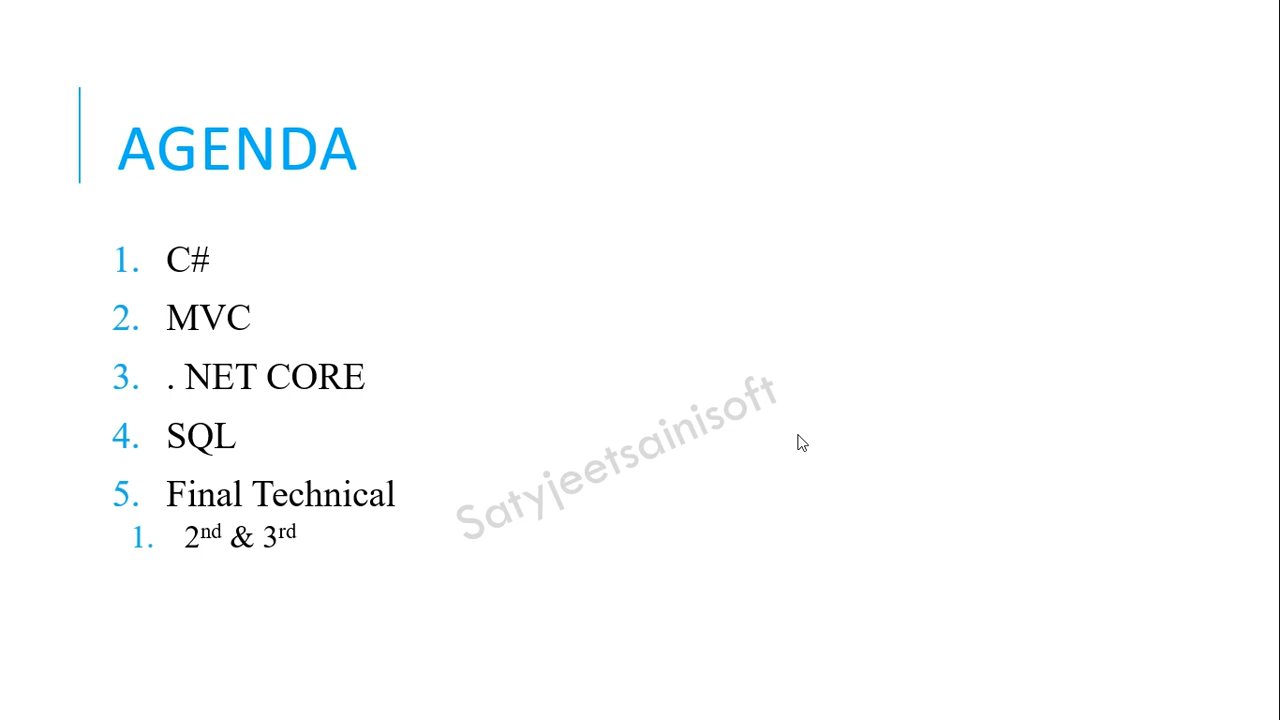 AGENDA
1. C#
2. MVC
3. . NET CORE
4. SQL
5. Final Technical
1. 2nd & 3rd
Satyjeetsainisoft